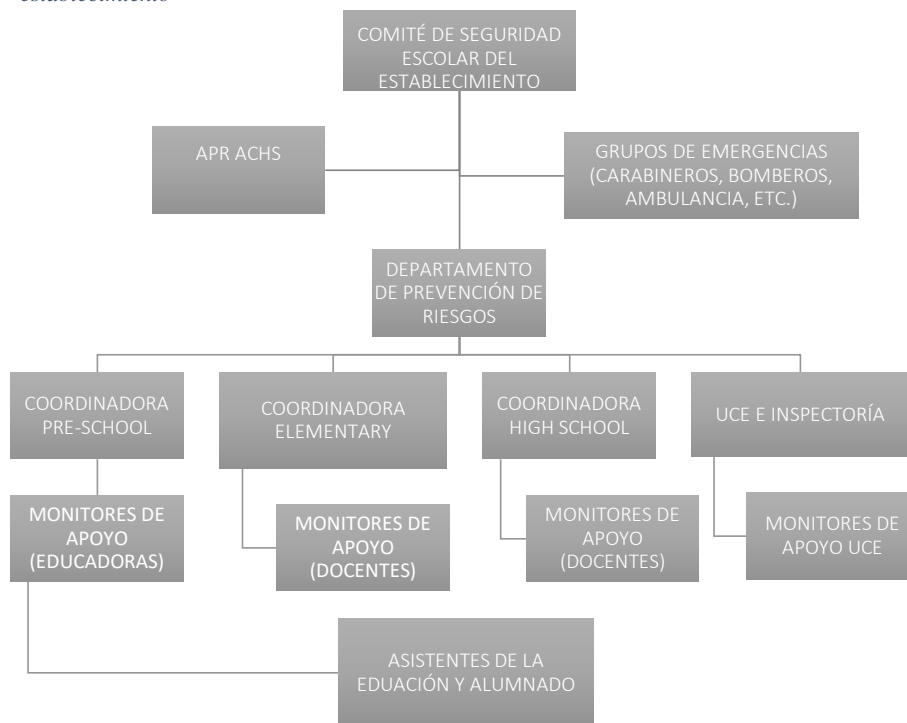 establecimiento
COMITÉ DE SEGURIDAD
ESCOLAR DEL
ESTABLECIMIENTO
APR ACHS
GRUPOS DE EMERGENCIAS
(CARABINEROS, BOMBEROS,
AMBULANCIA, ETC.)
DEPARTAMENTO
DE PREVENCIÓN DE
RIESGOS
COORDINADORA
PRE-SCHOOL
COORDINADORA
ELEMENTARY
COORDINADORA
HIGH SCHOOL
UCE E INSPECTORÍA
MONITORES DE
APOYO
(EDUCADORAS)
MONITORES DE
APOYO
(DOCENTES)
MONITORES DE
APOYO
(DOCENTES)
MONITORES DE
APOYO UCE
ASISTENTES DE LA
EDUACIÓN Y ALUMNADO